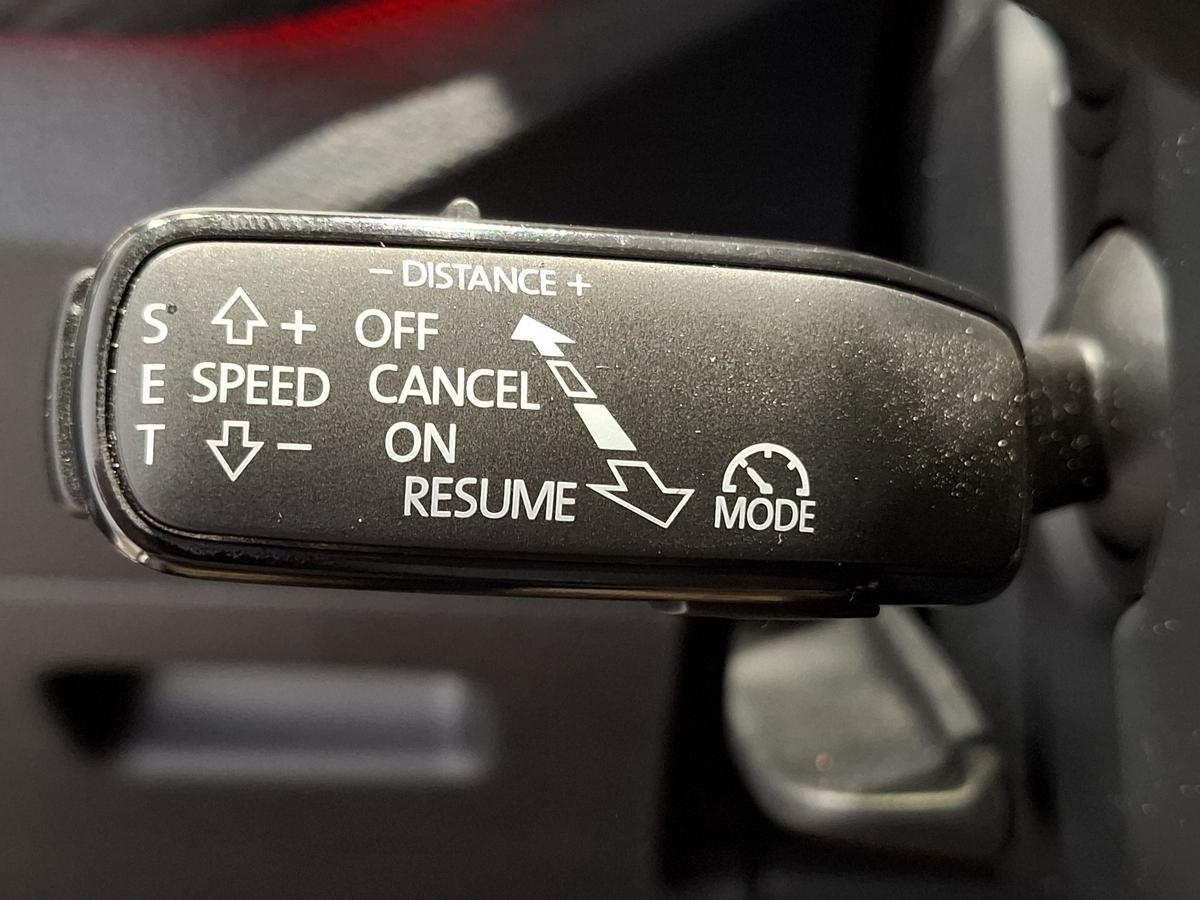 - DISTANCE +
S + OFF
E SPEED CANCEL
T - ON
RESUME
MODE